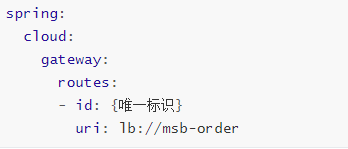 spring:
  cloud:
    gateway:
      routes:
      - id: {唯一标识}
        uri: lb://msb-order